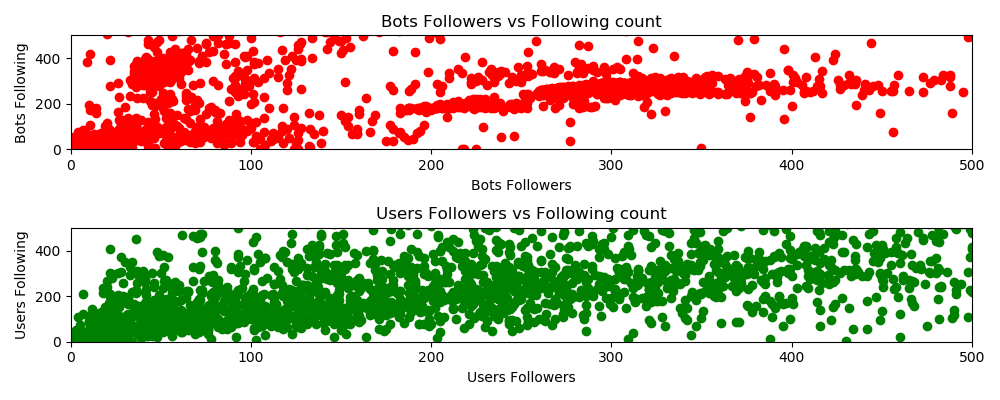 Bots Followers vs Following count
Bots Following
400
200
0
0 100 200 300 400 500
Bots Followers
Users Followers vs Following count
Users Following
400
200
0
0 100 200 300 400 500
Users Followers